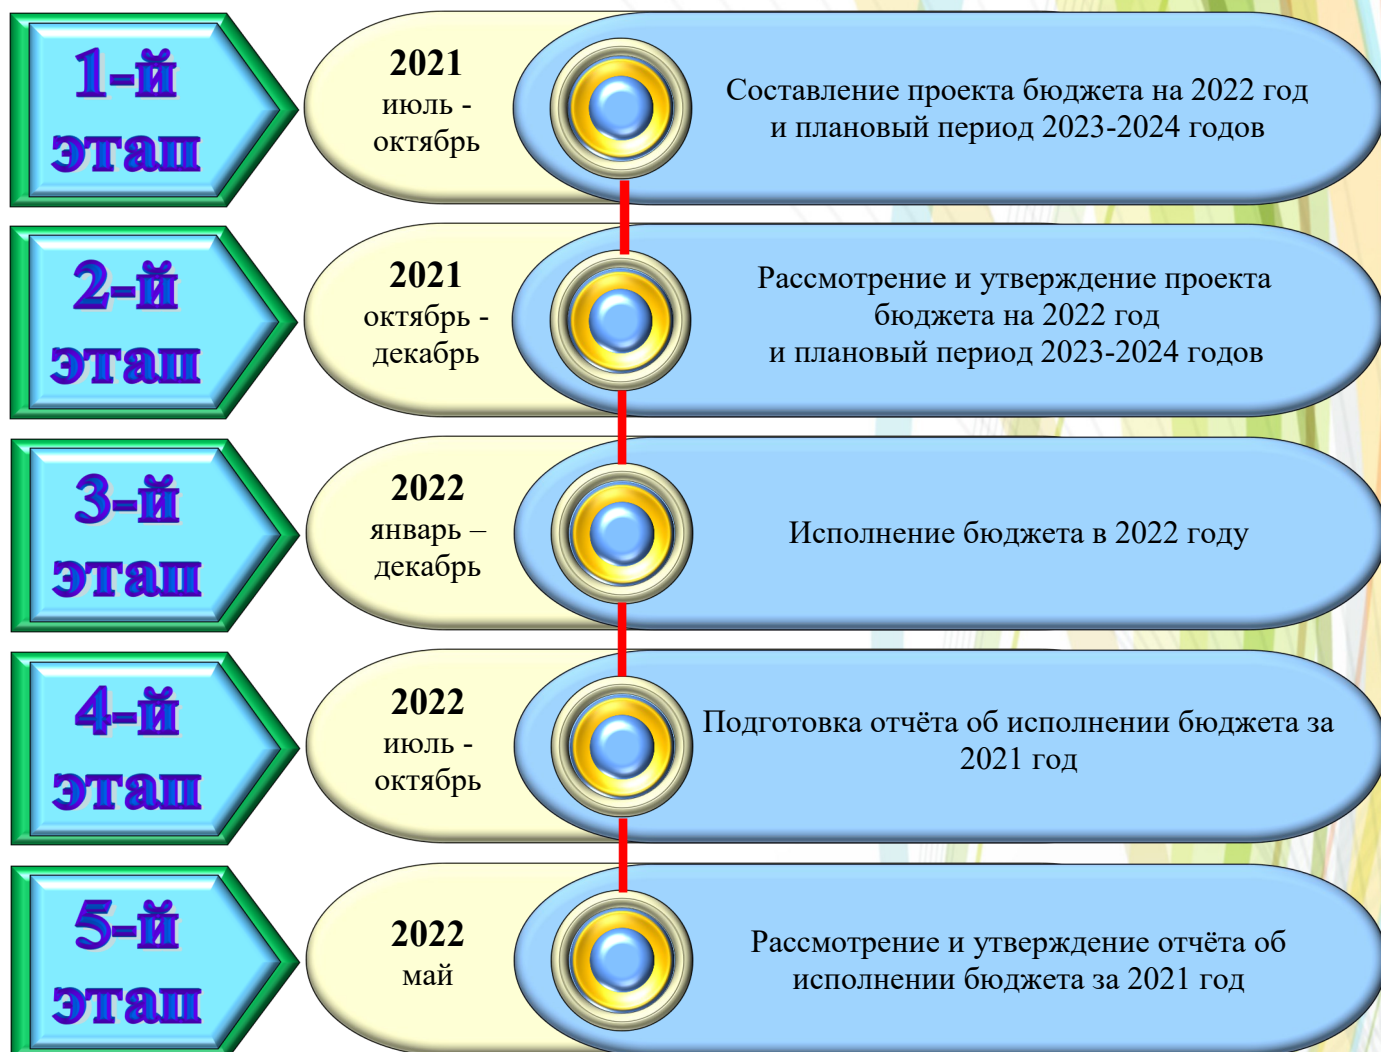 1-й
этап
2021
июль -
октябрь
Составление проекта бюджета на 2022 год
и плановый период 2023-2024 годов
2-й
этап
2021
октябрь -
декабрь
Рассмотрение и утверждение проекта
бюджета на 2022 год
и плановый период 2023-2024 годов
3-й
этап
2022
январь –
декабрь
Исполнение бюджета в 2022 году
4-й
этап
2022
июль -
октябрь
Подготовка отчёта об исполнении бюджета за
2021 год
5-й
этап
2022
май
Рассмотрение и утверждение отчёта об
исполнении бюджета за 2021 год